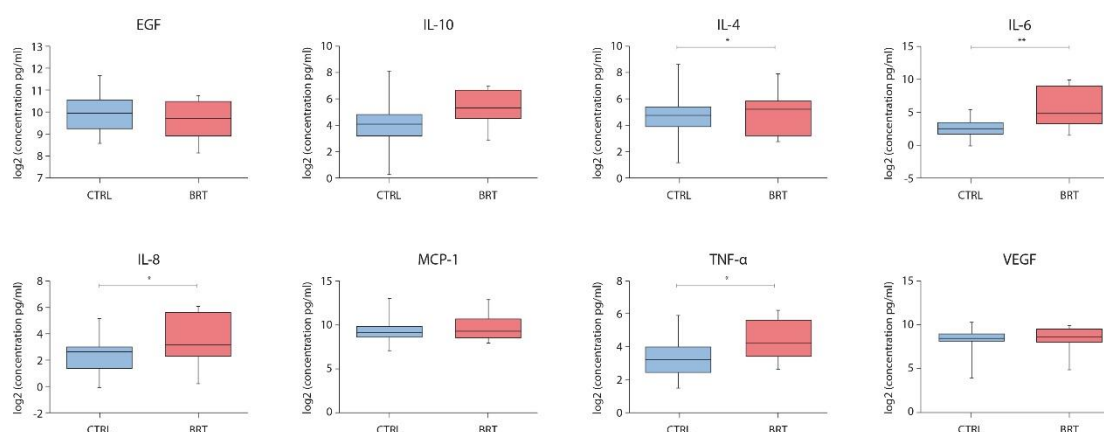 EGF
log2 (concentration pg/ml)
13
12
11
10
9
8
7
CTRL
BRT
IL-10
log2 (concentration pg/ml)
10
8
6
4
2
0
CTRL
BRT
IL-4
*
log2 (concentration pg/ml)
10
8
6
4
2
0
CTRL
BRT
IL-6
**
log2 (concentration pg/ml)
15
10
5
0
-5
CTRL
BRT
IL-8
*
log2 (concentration pg/ml)
8
6
4
2
0
-2
CTRL
BRT
MCP-1
log2 (concentration pg/ml)
15
10
5
0
CTRL
BRT
TNF-α
*
log2 (concentration pg/ml)
8
6
4
2
0
CTRL
BRT
VEGF
log2 (concentration pg/ml)
15
10
5
0
CTRL
BRT